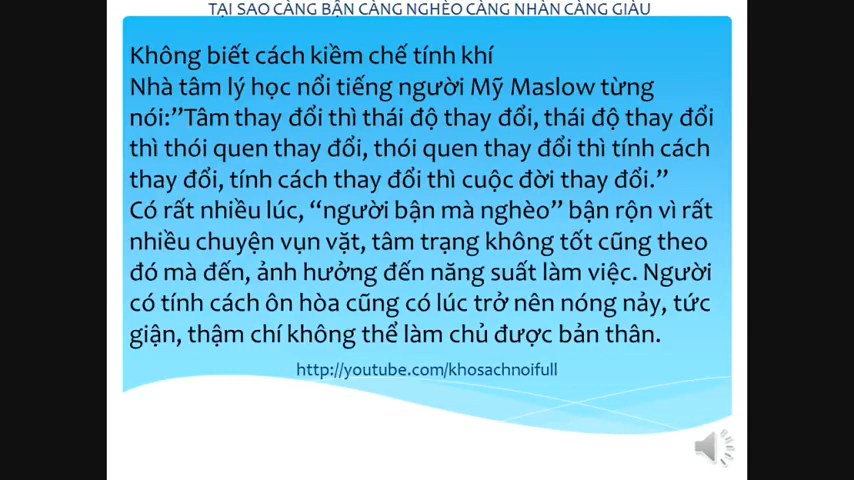 TẠI SAO CÀNG BẬN CÀNG NGHÈO CÀNG NHÀN CÀNG GIÀU
Không biết cách kiềm chế tính khí
Nhà tâm lý học nổi tiếng người Mỹ Maslow từng
nói:”Tâm thay đổi thì thái độ thay đổi, thái độ thay đổi
thì thói quen thay đổi, thói quen thay đổi thì tính cách
thay đổi, tính cách thay đổi thì cuộc đời thay đổi.”
Có rất nhiều lúc, “người bận mà nghèo” bận rộn vì rất
nhiều chuyện vụn vặt, tâm trạng không tốt cũng theo
đó mà đến, ảnh hưởng đến năng suất làm việc. Người
có tính cách ôn hòa cũng có lúc trở nên nóng nảy, tức
giận, thậm chí không thể làm chủ được bản thân.
http://youtube.com/khosachnoifull